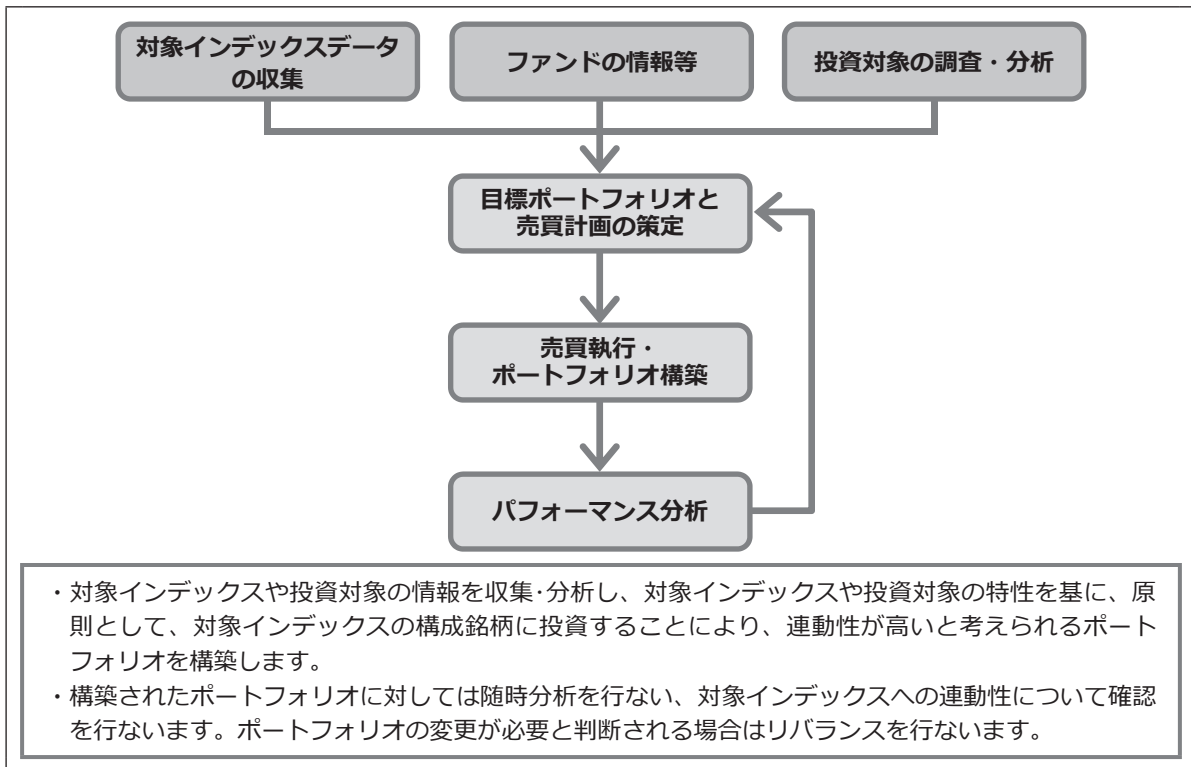 対象インデックスデータ
の収集
ファンドの情報等
投資対象の調査・分析
目標ポートフォリオと
売買計画の策定
売買執行・
ポートフォリオ構築
パフォーマンス分析
・対象インデックスや投資対象の情報を収集･分析し、対象インデックスや投資対象の特性を基に、原
則として、対象インデックスの構成銘柄に投資することにより、連動性が高いと考えられるポート
フォリオを構築します。
・構築されたポートフォリオに対しては随時分析を行ない、対象インデックスへの連動性について確認
を行ないます。ポートフォリオの変更が必要と判断される場合はリバランスを行ないます。